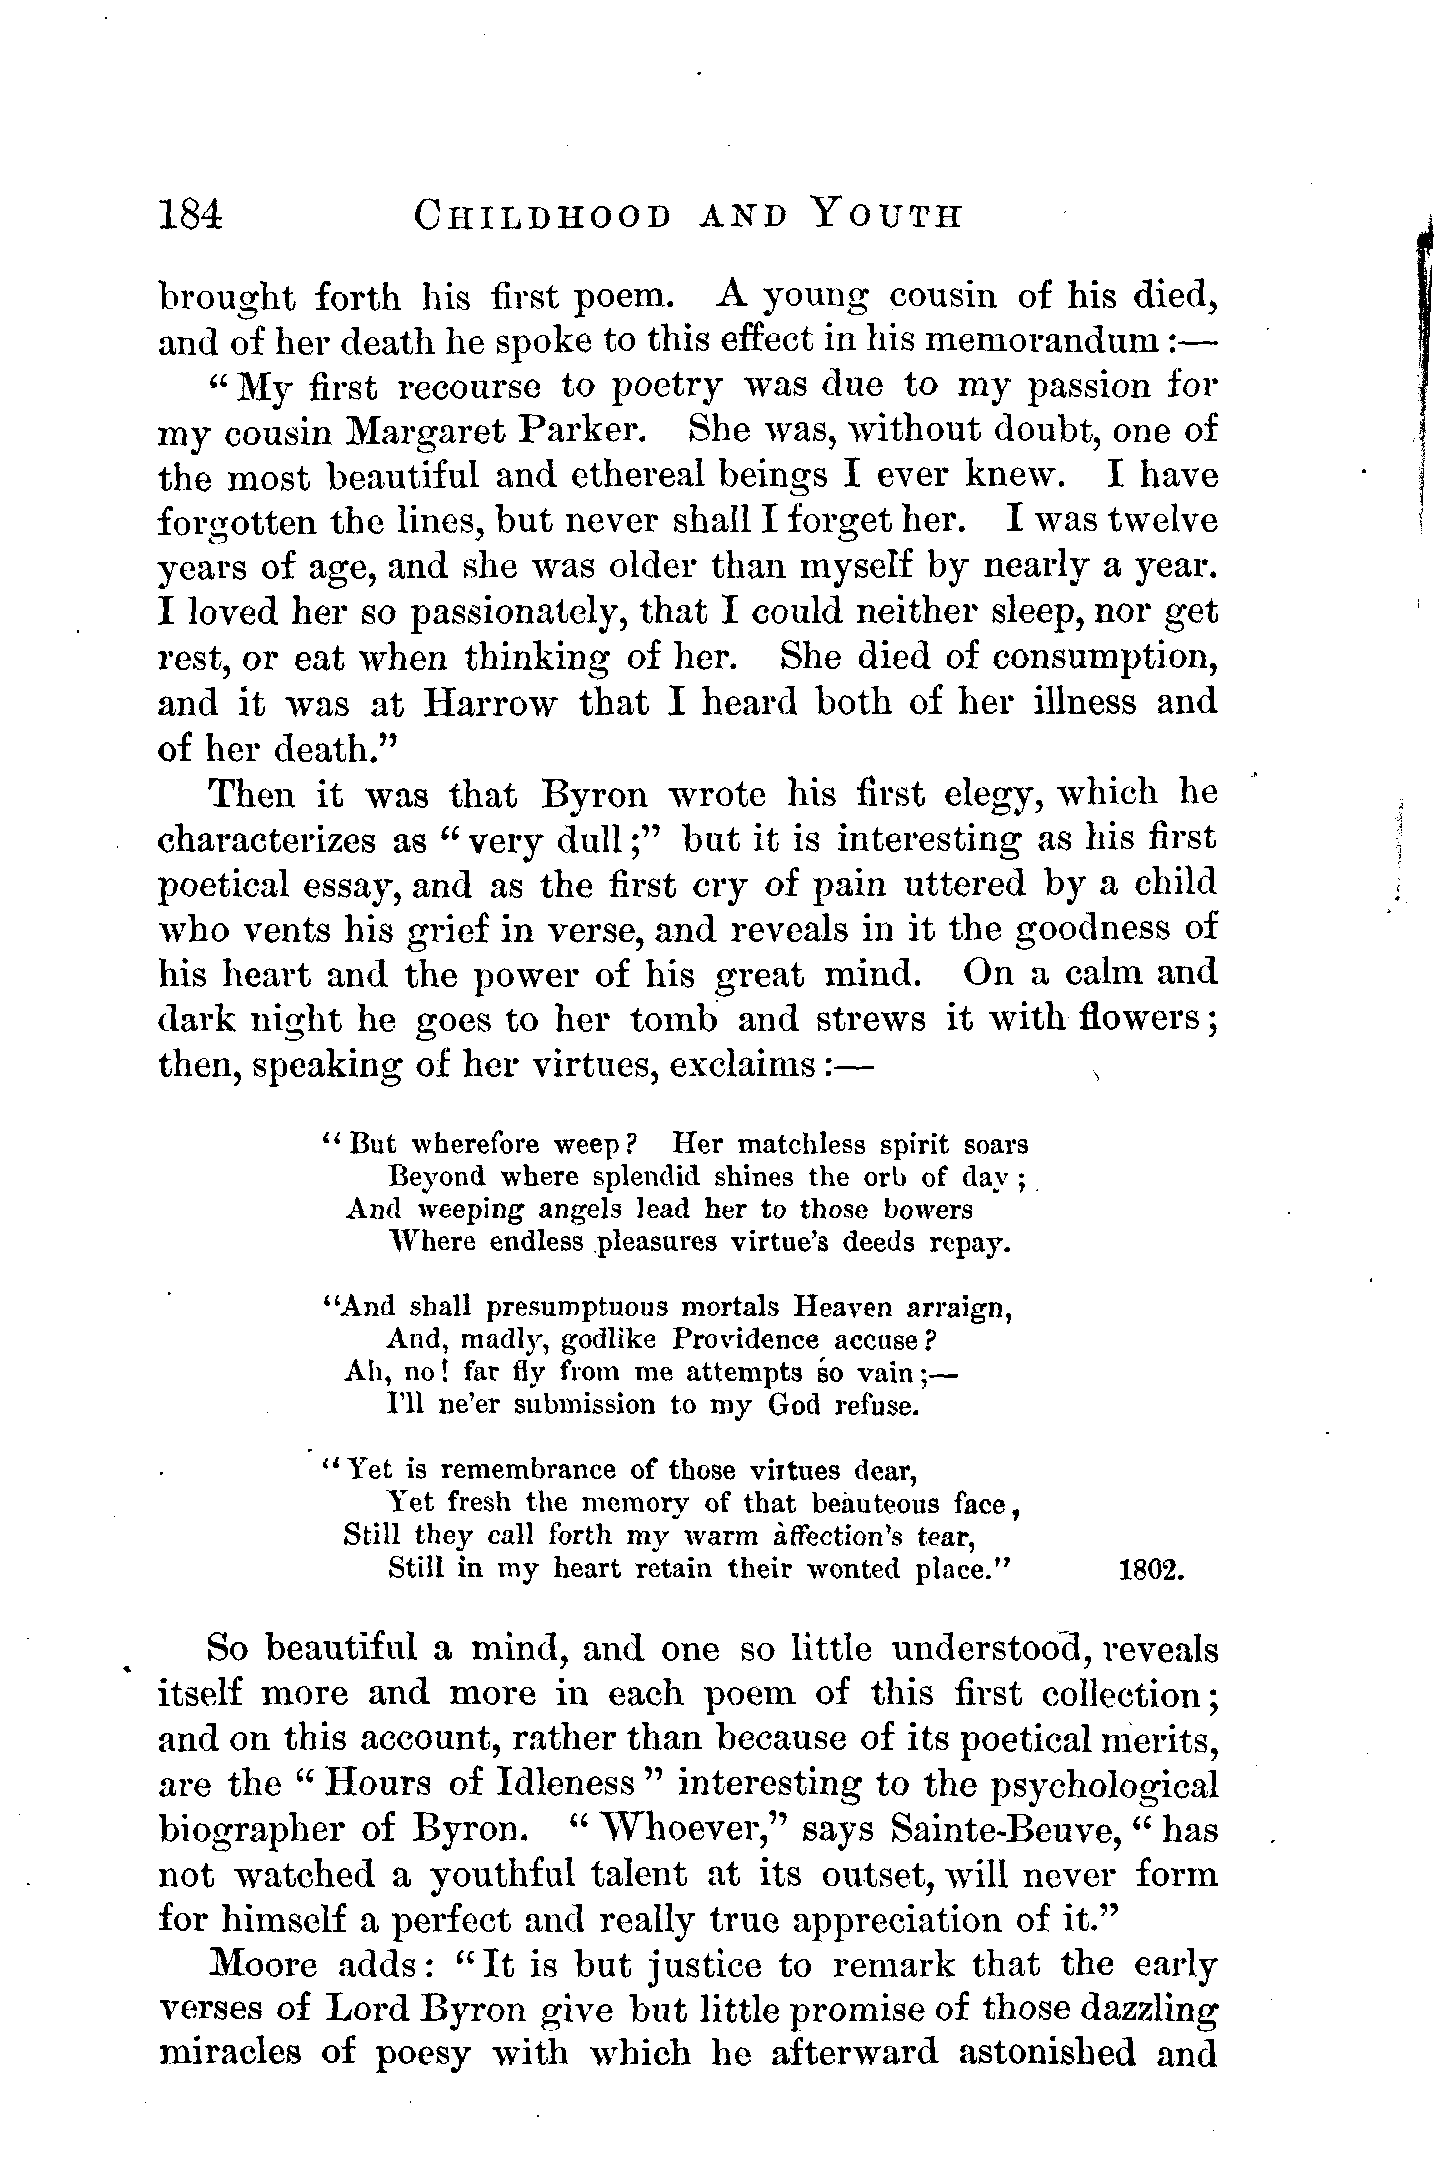 184 CHILDHOOD AND YOUTH
brought forth his first poem. A young cousin of his died,
and of her death he spoke to this effect in his memorandum :—
“My first recourse to poetry was due to my passion for
my cousin Margaret Parker. She was, without doubt, one of
the most beautiful and ethereal beings I ever knew. I have
forgotten the lines, but never shall I forget her. I was twelve
years of age, and she was older than myself by nearly a year.
I loved her so passionately, that I could neither sleep, nor get
rest, or eat when thinking of her. She died of consumption,
and it was at Harrow that I heard both of her illness and
of her death.”
Then it was that Byron wrote his first elegy, which he
characterizes as “very dull;” but it is interesting as his first
poetical essay, and as the first cry of pain uttered by a child
who vents his grief in verse, and reveals in it the goodness of
his heart and the power of his great mind. On a calm and
dark night he goes to her tomb and strews it with flowers;
then, speaking of her virtues, exclaims :—
“But wherefore weep? Her matchless spirit soars
Beyond where splendid shines the orb of day;
And weeping angels lead her to those bowers
Where endless pleasures virtue's deeds repay.
“And shall presumptuous mortals Heaven arraign,
And, madly, godlike Providence accuse?
Ah, no! far fly from me attempts so vain;—
I'll ne'er submission to my God refuse.
“Yet is remembrance of those virtues dear,
Yet fresh the memory of that beauteous face,
Still they call forth my warm affection's tear,
Still in my heart retain their wonted place.” 1802.
So beautiful a mind, and one so little understood, reveals
itself more and more in each poem of this first collection;
and on this account, rather than because of its poetical merits,
are the “Hours of Idleness” interesting to the psychological
biographer of Byron. “Whoever,” says Sainte-Beuve, “has
not watched a youthful talent at its outset, will never form
for himself a perfect and really true appreciation of it.”
Moore adds: “It is but justice to remark that the early
verses of Lord Byron give but little promise of those dazzling
miracles of poesy with which he afterward astonished and